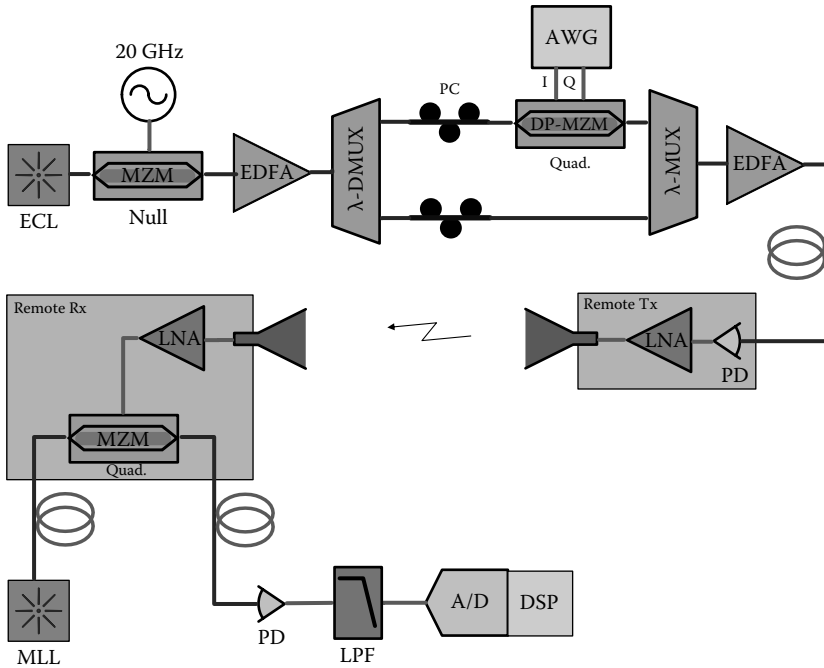 AWG
I Q
20 GHz
PC
MZM
EDFA
λ-DMUX
DP-MZM
λ-MUX
EDFA
ECL
Null
Quad.
Remote Rx
LNA
Remote Tx
LNA
PD
MZM
Quad.
MLL
PD
LPF
A/D
DSP